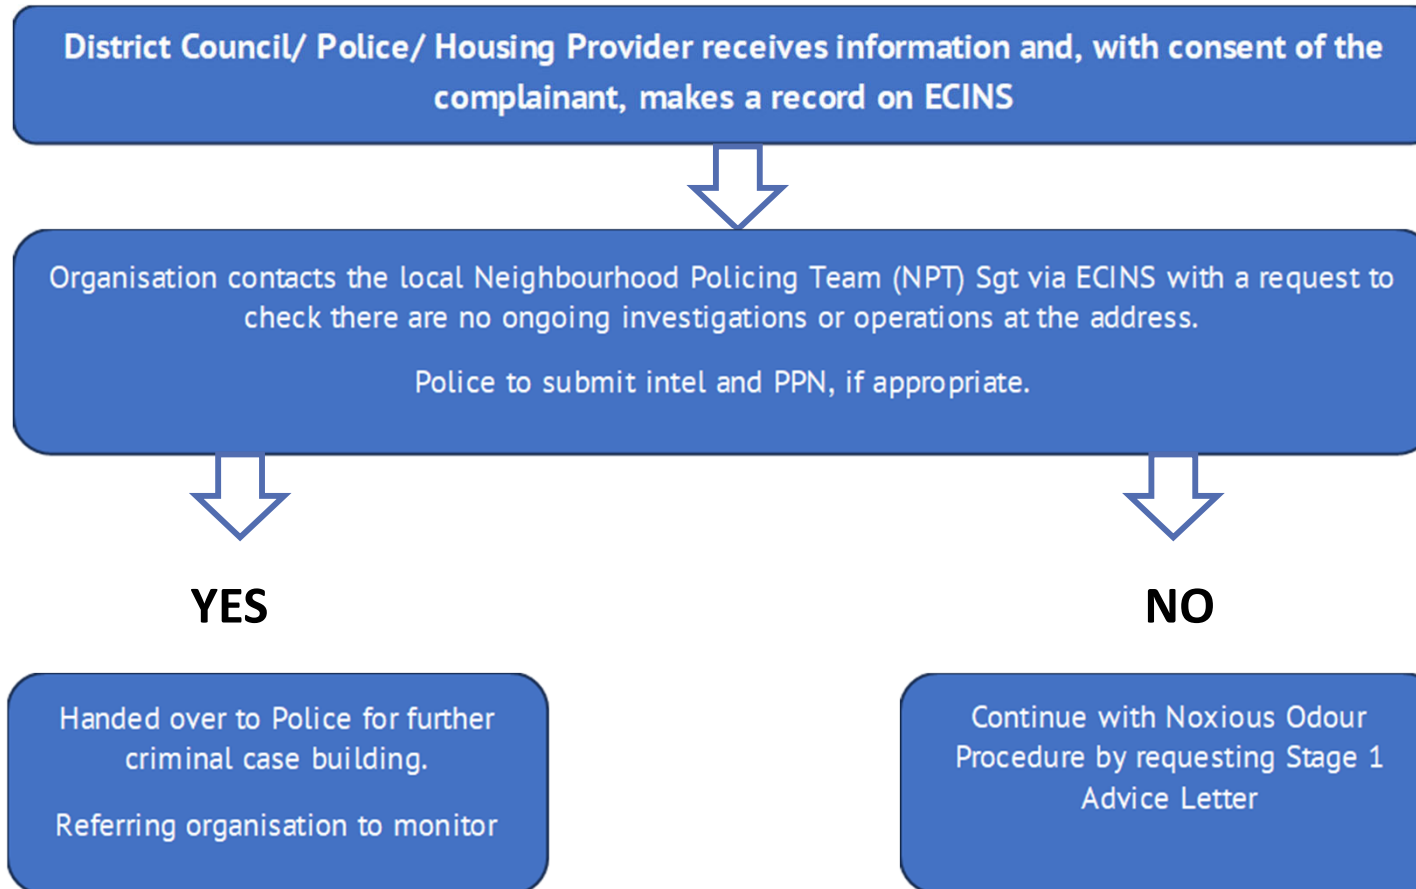 District Council/ Police/ Housing Provider receives information and, with consent of the
complainant, makes a record on ECINS
Organisation contacts the local Neighbourhood Policing Team (NPT) Sgt via ECINS with a request to
check there are no ongoing investigations or operations at the address.
Police to submit intel and PPN, if appropriate.
YES
NO
Handed over to Police for further
criminal case building.
Referring organisation to monitor
Continue with Noxious Odour
Procedure by requesting Stage 1
Advice Letter